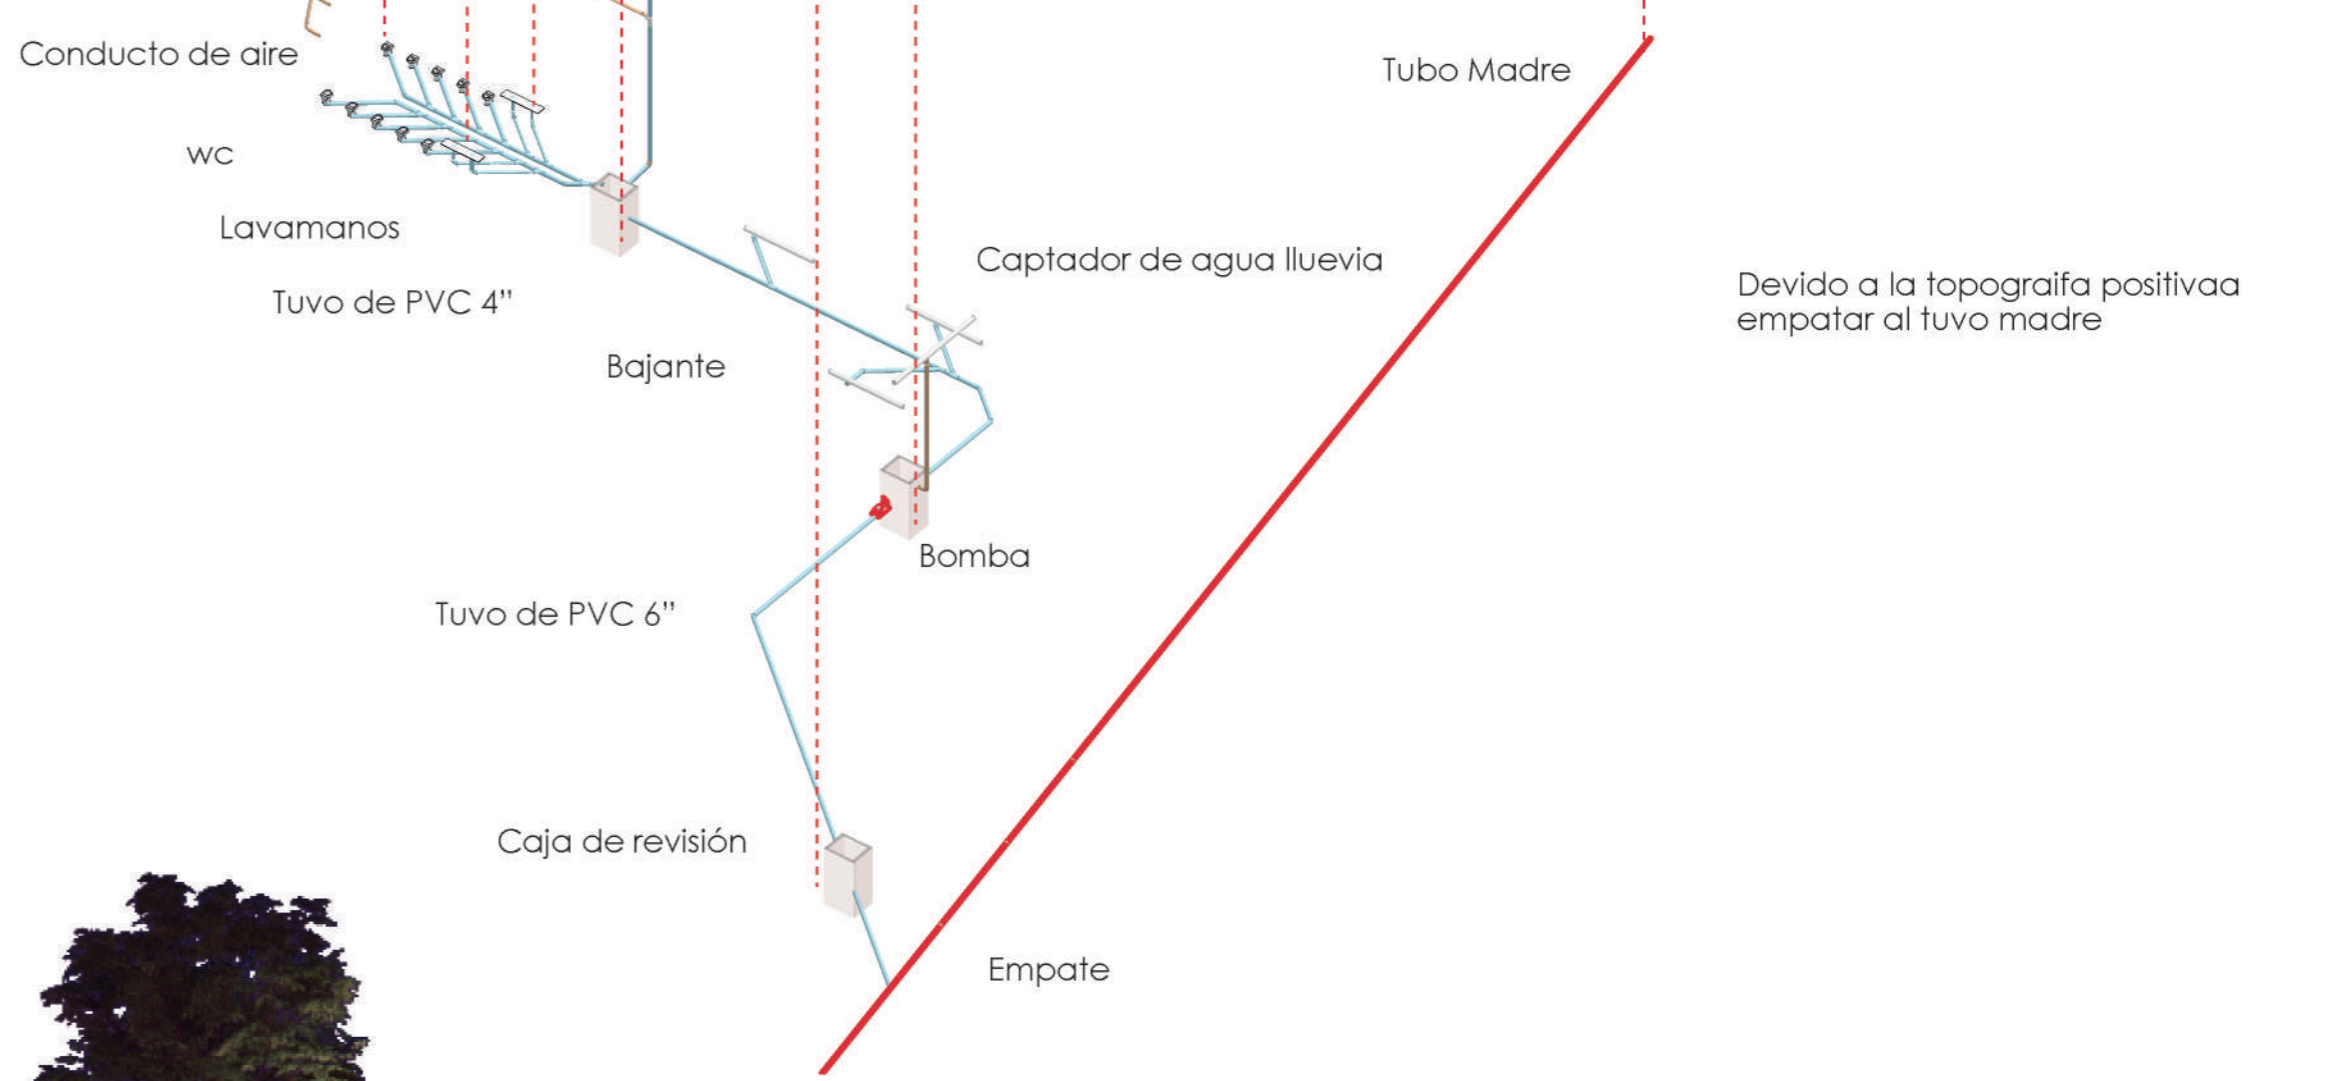 Conducto de aire
Tubo Madre
wc
Lavamanos
Captador de agua lluevia
Devido a la topograifa positivaa
empatar al tuvo madre
Tuvo de PVC 4”
Bajante
Bomba
Tuvo de PVC 6”
Caja de revisión
Empate